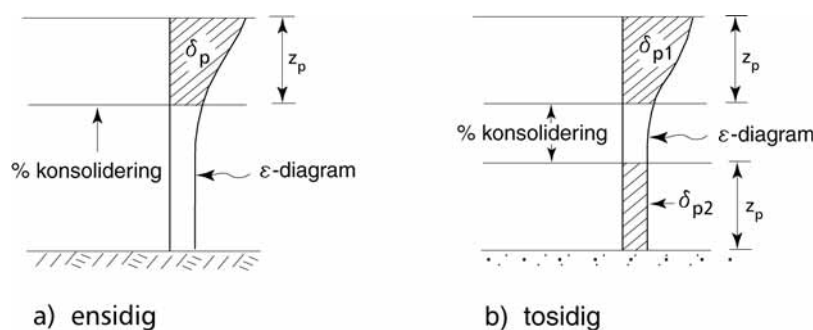 δp
zp
% konsolidering
ε-diagram
a) ensidig
δp1
zp
% konsolidering
ε-diagram
δp2
zp
b) tosidig